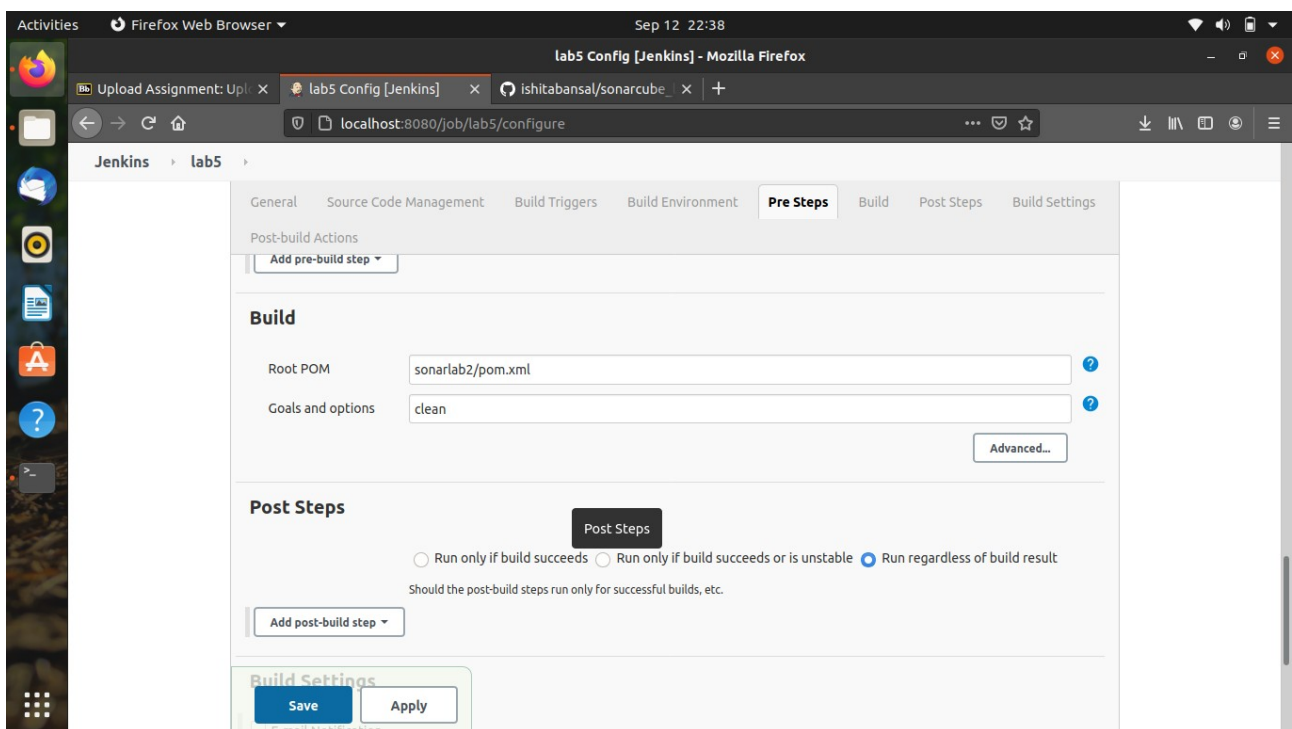 Activities Firefox Web Browser Sep 12 22:38
lab5 Config [Jenkins] - Mozilla Firefox
Upload Assignment: Uplo lab5 Config [Jenkins] ishitabansal/sonarcube_
localhost:8080/job/lab5/configure
Jenkins lab5
General Source Code Management Build Triggers Build Environment Pre Steps Build Post Steps Build Settings
Post-build Actions
Add pre-build step
Build
Root POM sonarlab2/pom.xml
Goals and options clean
Advanced...
Post Steps
Post Steps
Run only if build succeeds Run only if build succeeds or is unstable Run regardless of build result
Should the post-build steps run only for successful builds, etc.
Add post-build step
Build Settings
Save Apply
E-mail Notification